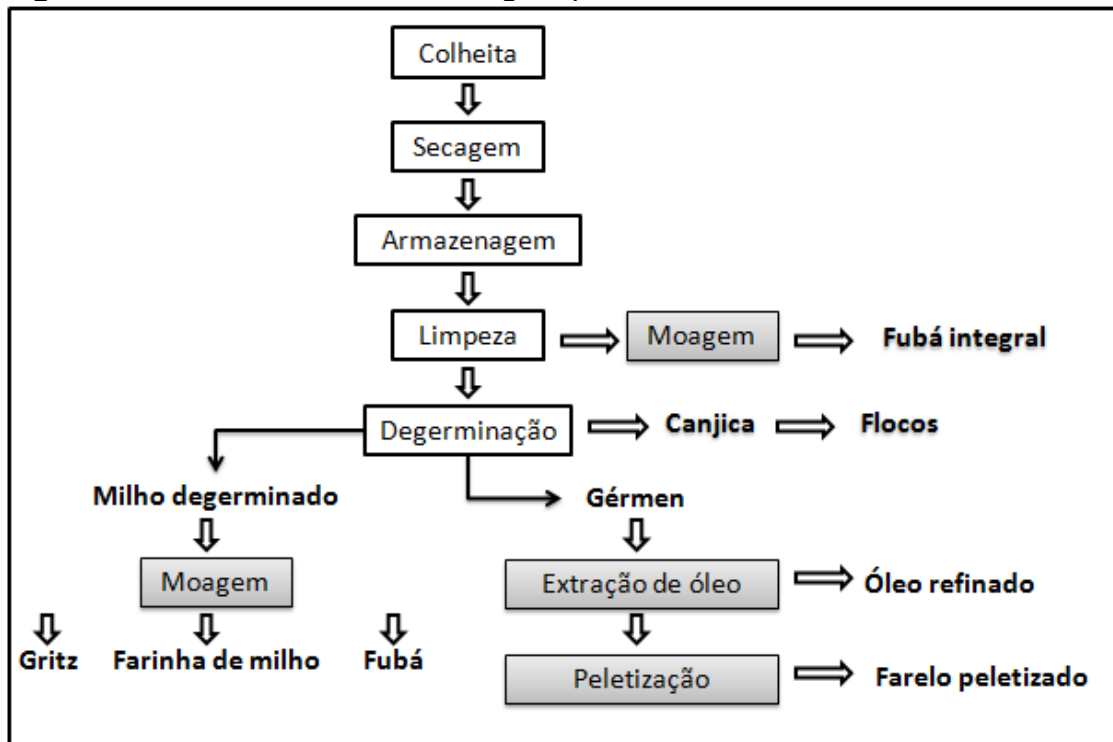 Colheita
Secagem
Armazenagem
Limpeza
Moagem
Fubá integral
Degerminação
Canjica
Flocos
Milho degerminado
Gérmen
Moagem
Extração de óleo
Óleo refinado
Gritz
Farinha de milho
Fubá
Peletização
Farelo peletizado